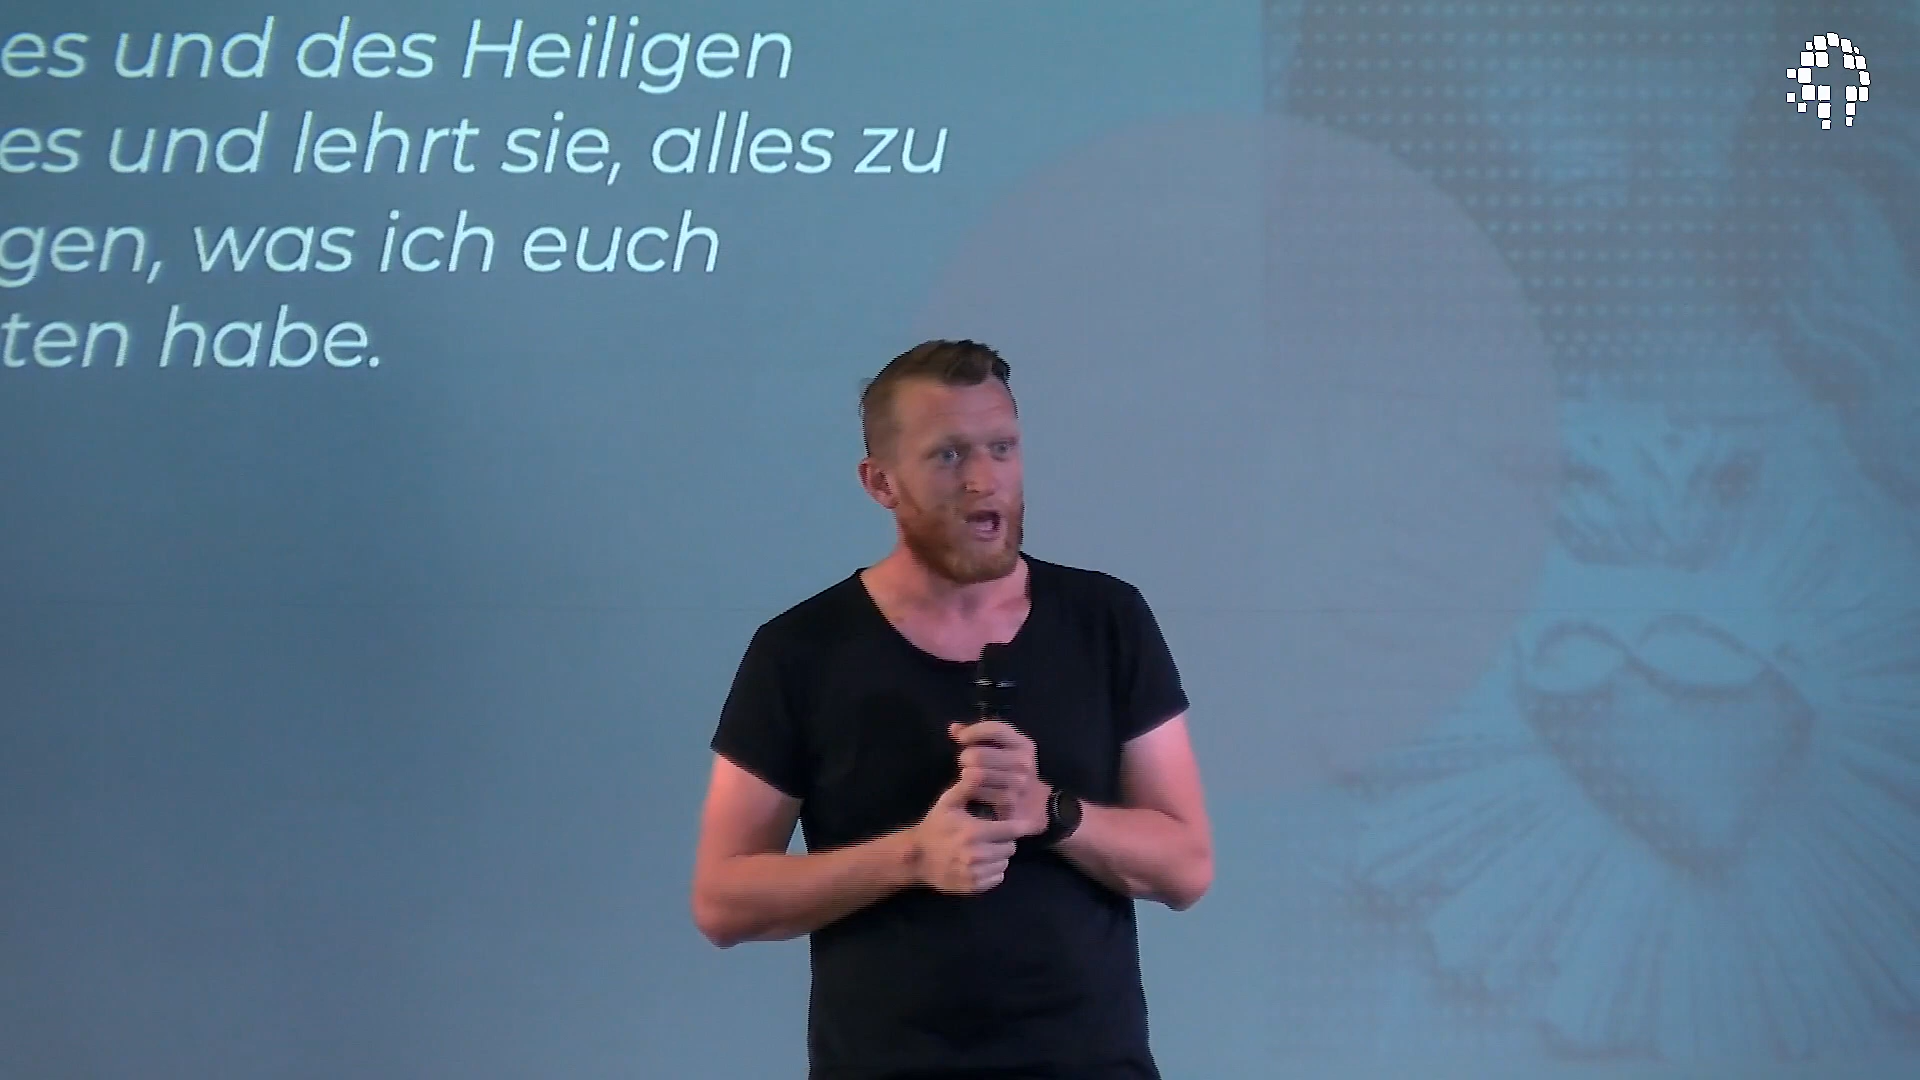 es und des Heiligen
es und lehrt sie, alles zu
gen, was ich euch
ten habe.